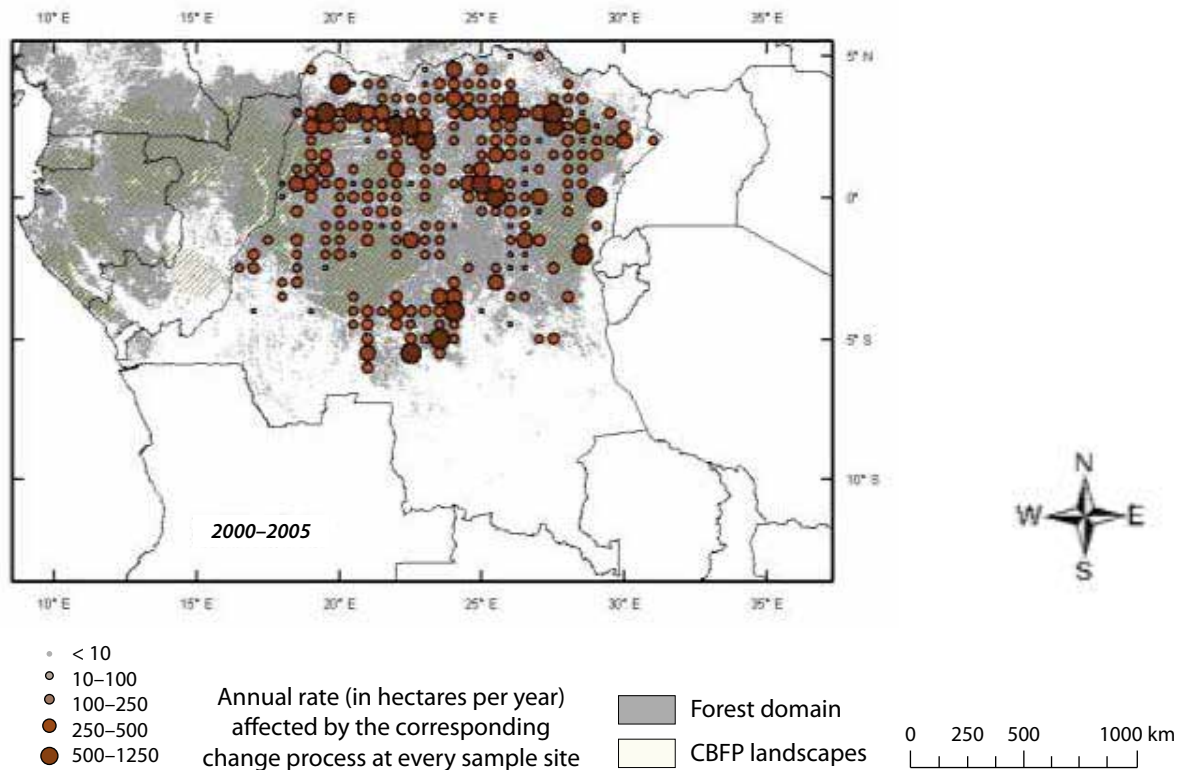 10° E 15° E 20° E 25° E 30° E 35° E
5° N
0°
5° S
10° S
2000–2005
10° E 15° E 20° E 25° E 30° E 35° E
N
W E
S
< 10
10–100
100–250
250–500
500–1250
Annual rate (in hectares per year)
affected by the corresponding
change process at every sample site
Forest domain
CBFP landscapes
0 250 500 1000 km